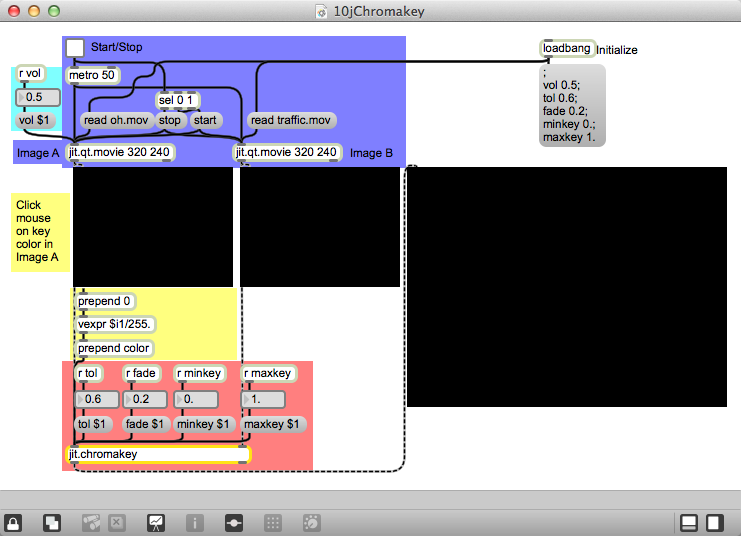 10jChromakey
Start/Stop
loadbang
Initialize
r vol
metro 50
;
vol 0.5;
tol 0.6;
fade 0.2;
minkey 0.;
maxkey 1.
0.5
sel 0 1
vol $1
read oh.mov
stop
start
read traffic.mov
Image A
jit.qt.movie 320 240
jit.qt.movie 320 240
Image B
Click
mouse
on key
color in
Image A
prepend 0
vexpr $i1/255.
prepend color
r tol
r fade
r minkey
r maxkey
0.6
0.2
0.
1.
tol $1
fade $1
minkey $1
maxkey $1
jit.chromakey